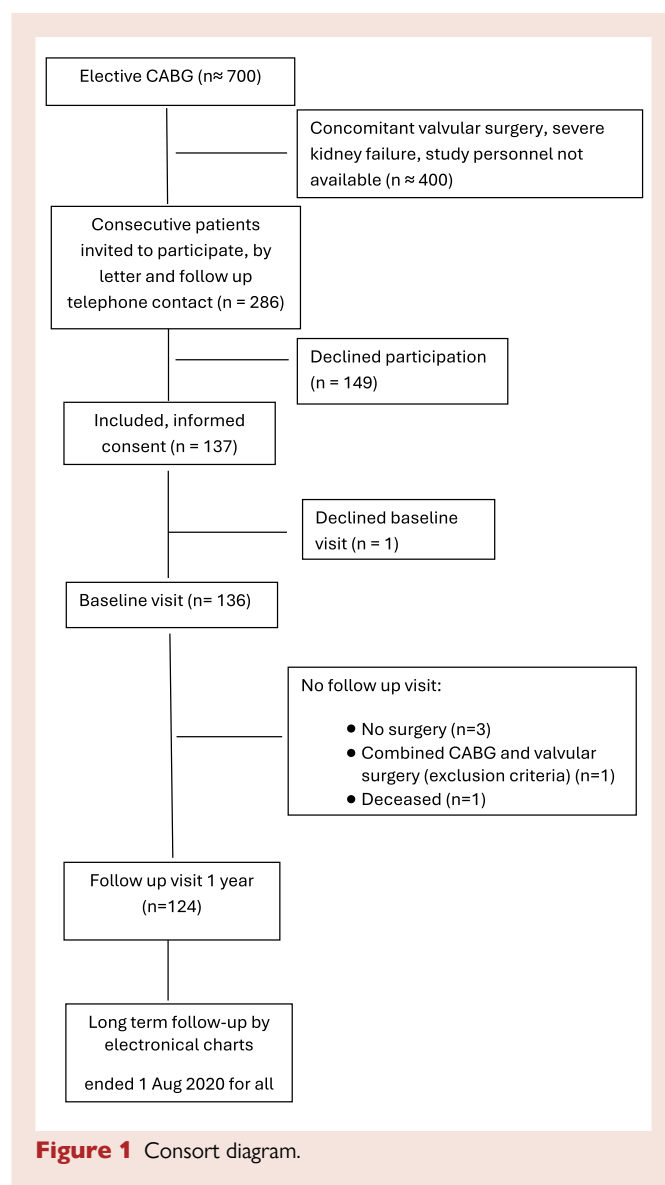 Elective CABG (n≈ 700)
Concomitant valvular surgery, severe
kidney failure, study personnel not
available (n ≈ 400)
Consecutive patients
invited to participate, by
letter and follow up
telephone contact (n = 286)
Declined participation
(n = 149)
Included, informed
consent (n = 137)
Declined baseline
visit (n = 1)
Baseline visit (n= 136)
No follow up visit:
● No surgery (n=3)
● Combined CABG and valvular
surgery (exclusion criteria) (n=1)
● Deceased (n=1)
Follow up visit 1 year
(n=124)
Long term follow-up by
electronical charts
ended 1 Aug 2020 for all
Figure 1 Consort diagram.